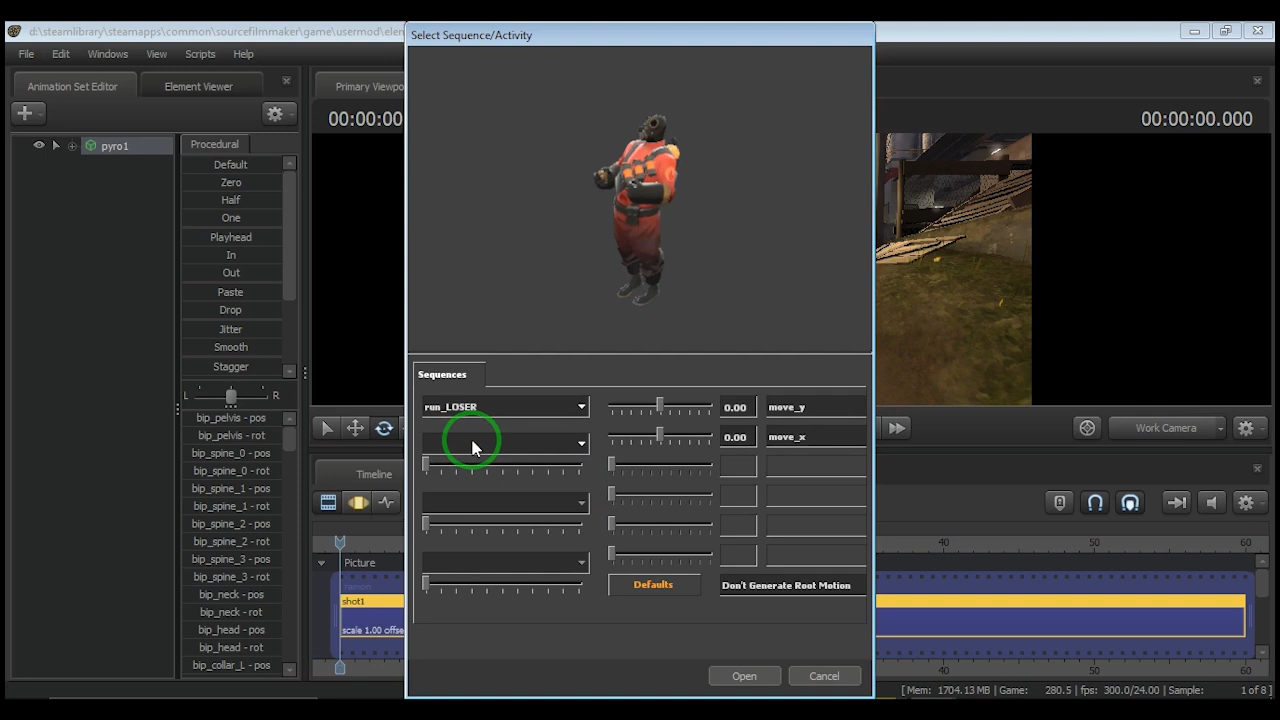 d:\steamlibrary\steamapps\common\sourcefilmmaker\game\usermod\elen
Select Sequence/Activity
File Edit Windows View Scripts Help
Animation Set Editor
Element Viewer
Primary Viewpo
00:00:00
00:00:00.000
pyro1
Procedural
Default
Zero
Half
One
Playhead
In
Out
Paste
Drop
Jitter
Smooth
Stagger
L R
bip_pelvis - pos
bip_pelvis - rot
bip_spine_0 - pos
bip_spine_0 - rot
bip_spine_1 - pos
bip_spine_1 - rot
bip_spine_2 - pos
bip_spine_2 - rot
bip_spine_3 - pos
bip_spine_3 - rot
bip_neck - pos
bip_neck - rot
bip_head - pos
bip_head - rot
bip_collar_L - pos
Sequences
run_LOSER
0.00 move_y
0.00 move_x
Defaults
Don't Generate Root Motion
Open
Cancel
Work Camera
Timeline
40 50 60
Picture
shot1
scale 1.00 offse
40 50 60
[ Mem: 1704.13 MB | Game: 280.5 | fps: 300.0/24.00 | Sample: 1 of 8 ]